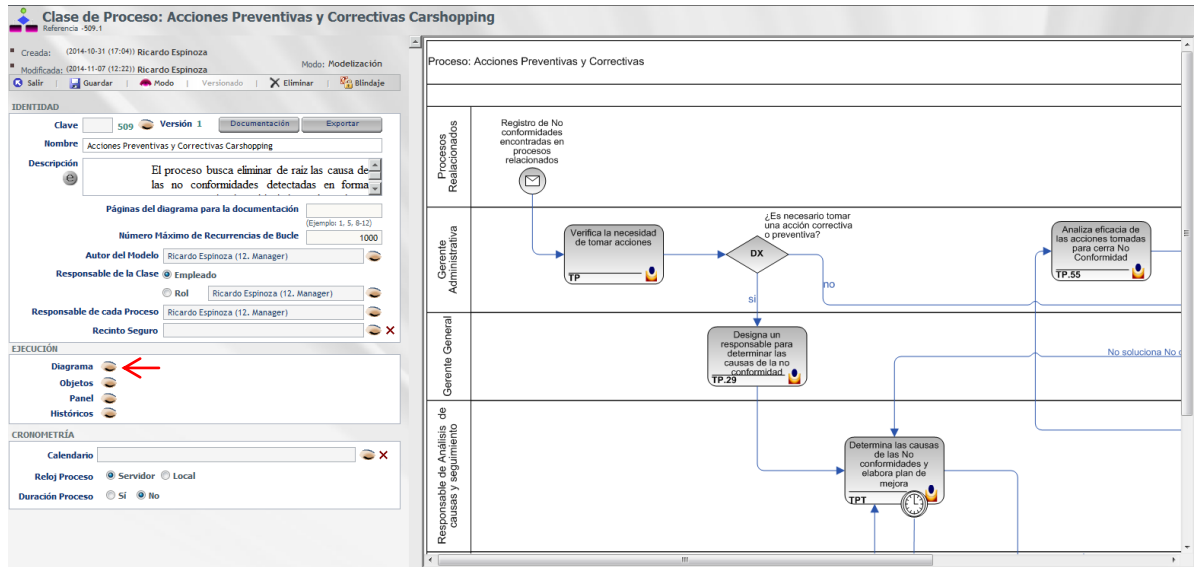 Clase de Proceso: Acciones Preventivas y Correctivas Carshopping
Referencia -509.1
Creada: (2014-10-31 (17:04)) Ricardo Espinoza
Modificada: (2014-11-07 (12:22)) Ricardo Espinoza
Modo: Modelización
Salir | Guardar | Modo | Versionado | Eliminar | Blindaje
IDENTIDAD
Clave 509 Versión 1 Documentación Exportar
Nombre Acciones Preventivas y Correctivas Carshopping
Descripción
El proceso busca eliminar de raiz las causa de
las no conformidades detectadas en forma
Páginas del diagrama para la documentación
(Ejemplo: 1, 5, 8-12)
Número Máximo de Recurrencias de Bucle 1000
Autor del Modelo Ricardo Espinoza (12. Manager)
Responsable de la Clase Empleado
Rol Ricardo Espinoza (12. Manager)
Responsable de cada Proceso Ricardo Espinoza (12. Manager)
Recinto Seguro
EJECUCIÓN
Diagrama
Objetos
Panel
Históricos
CRONOMETRÍA
Calendario
Reloj Proceso Servidor Local
Duración Proceso Sí No
Proceso: Acciones Preventivas y Correctivas
Procesos
Realacionados
Registro de No
conformidades
encontradas en
procesos
relacionados
Gerente
Administrativa
Verifica la necesidad
de tomar acciones
TP
¿Es necesario tomar
una acción correctiva
o preventiva?
DX
si
no
Analiza eficacia de
las acciones tomadas
para cerra No
Conformidad
TP.55
Gerente General
Designa un
responsable para
determinar las
causas de la no
conformidad
TP.29
No soluciona No
Responsable de Análisis de
causas y seguimiento
Determina las causas
de las No
conformidades y
elabora plan de
mejora
TPT